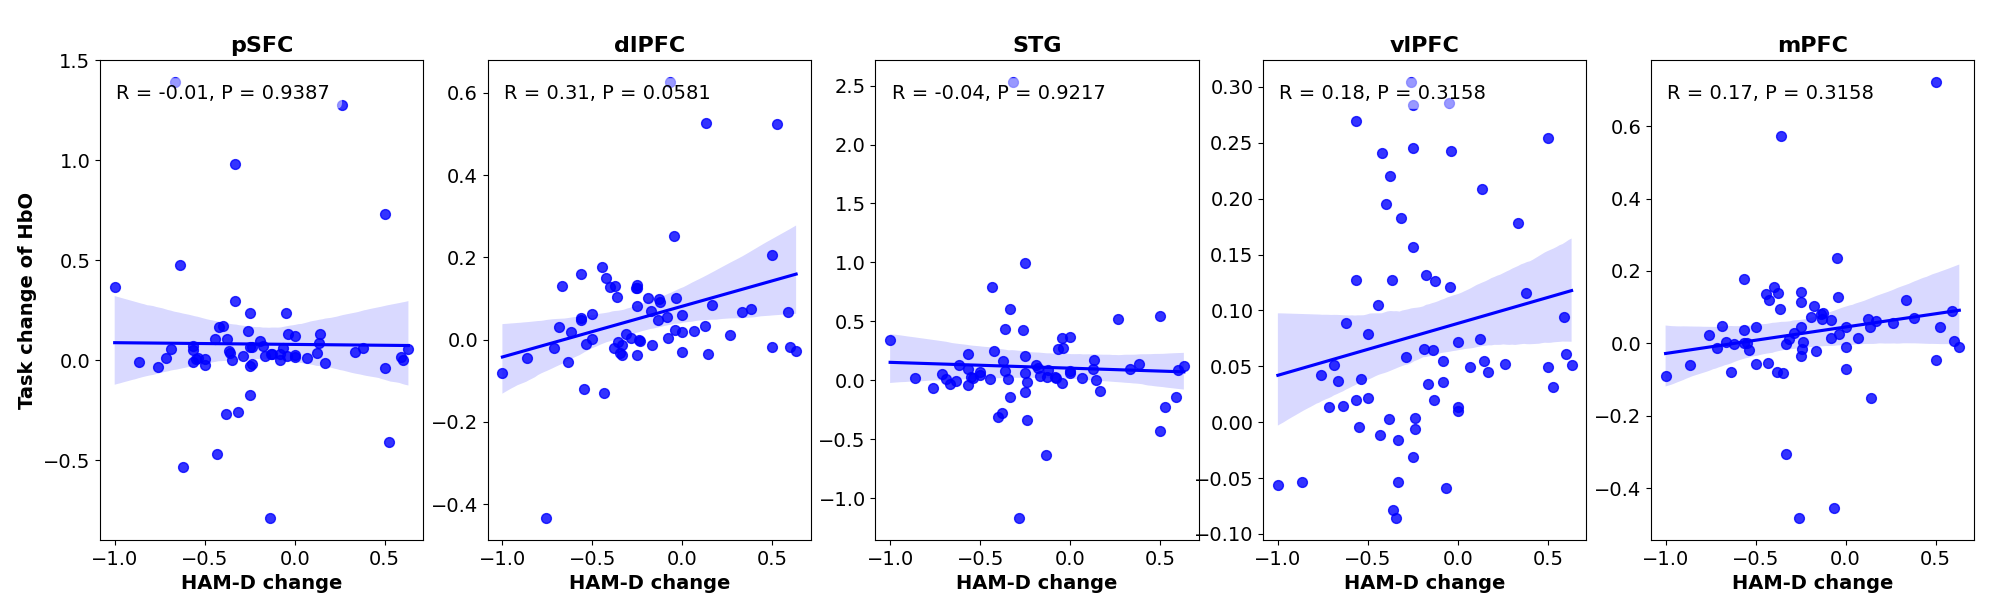 pSFC
dlPFC
STG
vlPFC
mPFC
R = -0.01, P = 0.9387
R = 0.31, P = 0.0581
R = -0.04, P = 0.9217
R = 0.18, P = 0.3158
R = 0.17, P = 0.3158
Task change of HbO
1.5
1.0
0.5
0.0
−0.5
0.6
0.4
0.2
0.0
−0.2
−0.4
2.5
2.0
1.5
1.0
0.5
0.0
−0.5
−1.0
0.30
0.25
0.20
0.15
0.10
0.05
0.00
−0.05
−0.10
0.6
0.4
0.2
0.0
−0.2
−0.4
−1.0 −0.5 0.0 0.5
−1.0 −0.5 0.0 0.5
−1.0 −0.5 0.0 0.5
−1.0 −0.5 0.0 0.5
−1.0 −0.5 0.0 0.5
HAM-D change
HAM-D change
HAM-D change
HAM-D change
HAM-D change